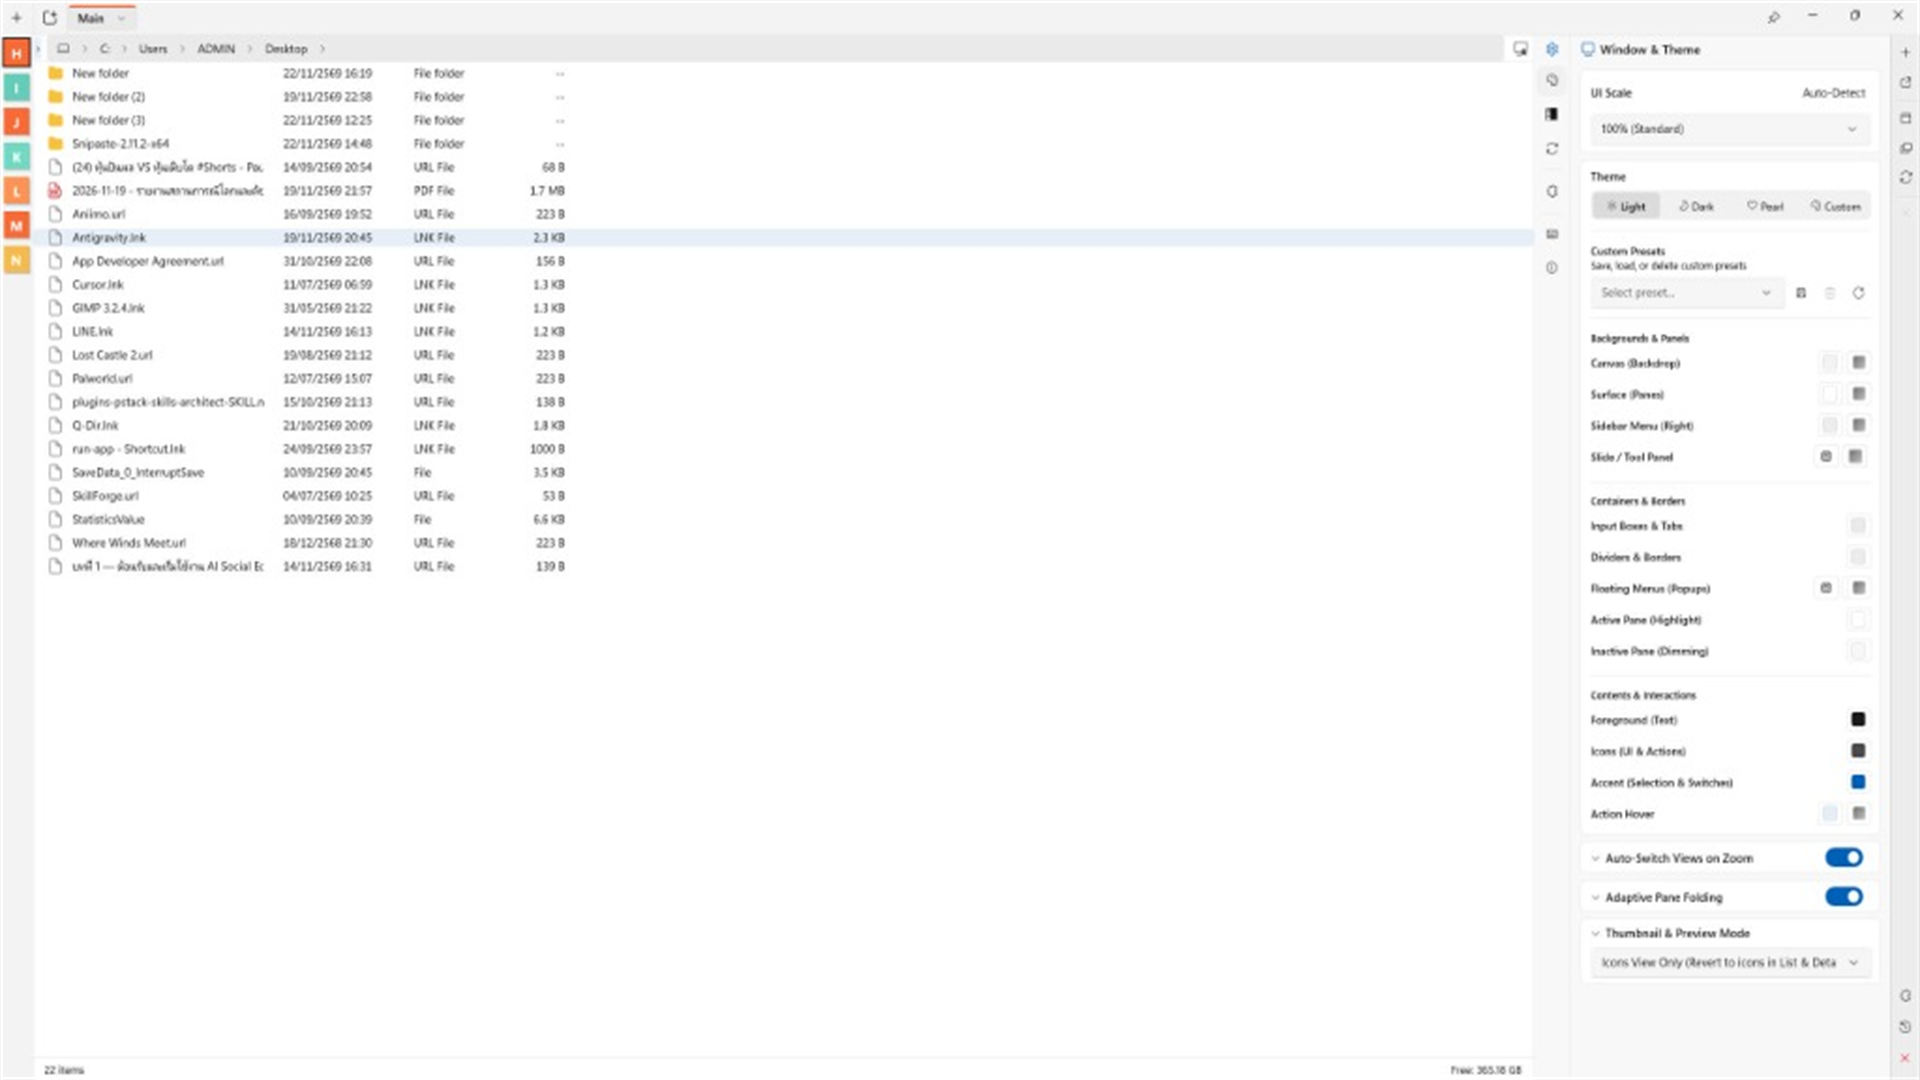 Main
H
I
J
K
L
M
N
C: > Users > ADMIN > Desktop >
New folder 22/11/2569 16:19 File folder --
New folder (2) 19/11/2569 22:58 File folder --
New folder (3) 22/11/2569 12:25 File folder --
Snipaste-2.11.2-x64 22/11/2569 14:48 File folder --
(24) VS #Shorts - 14/09/2569 20:54 URL File 68 B
2026-11-19 - 19/11/2569 21:57 PDF File 1.7 MB
Aniimo.url 16/09/2569 19:52 URL File 223 B
Antigravity.lnk 19/11/2569 20:45 LNK File 2.3 KB
App Developer Agreement.url 31/10/2569 22:08 URL File 156 B
Cursor.lnk 11/07/2569 06:59 LNK File 1.3 KB
GIMP 3.2.4.lnk 31/05/2569 21:22 LNK File 1.3 KB
LINE.lnk 14/11/2569 16:13 LNK File 1.2 KB
Lost Castle 2.url 19/08/2569 21:12 URL File 223 B
Palworld.url 12/07/2569 15:07 URL File 223 B
plugins-pstack-skills-architect-SKILL.n 15/10/2569 21:13 URL File 138 B
Q-Dir.lnk 21/10/2569 20:09 LNK File 1.8 KB
run-app - Shortcut.lnk 24/09/2569 23:57 LNK File 1000 B
SaveData_0_InterruptSave 10/09/2569 20:45 File 3.5 KB
SkillForge.url 04/07/2569 10:25 URL File 53 B
StatisticsValue 10/09/2569 20:39 File 6.6 KB
Where Winds Meet.url 18/12/2568 21:30 URL File 223 B
บทที่ 1 — AI Social Ec 14/11/2569 16:31 URL File 139 B
22 items
Free: 365.18 GB
Window & Theme
UI Scale Auto-Detect
100% (Standard)
Theme
Light Dark Pearl Custom
Custom Presets
Save, load, or delete custom presets
Select preset...
Backgrounds & Panels
Canvas (Backdrop)
Surface (Panes)
Sidebar Menu (Right)
Slide / Tool Panel
Containers & Borders
Input Boxes & Tabs
Dividers & Borders
Floating Menus (Popups)
Active Pane (Highlight)
Inactive Pane (Dimming)
Contents & Interactions
Foreground (Text)
Icons (UI & Actions)
Accent (Selection & Switches)
Action Hover
Auto-Switch Views on Zoom
Adaptive Pane Folding
Thumbnail & Preview Mode
Icons View Only (Revert to icons in List & Deta